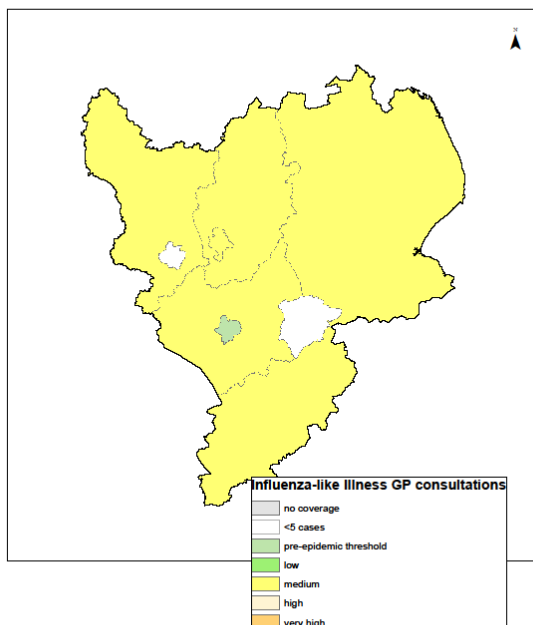 Influenza-like Illness GP consultations
no coverage
<5 cases
pre-epidemic threshold
low
medium
high
very high